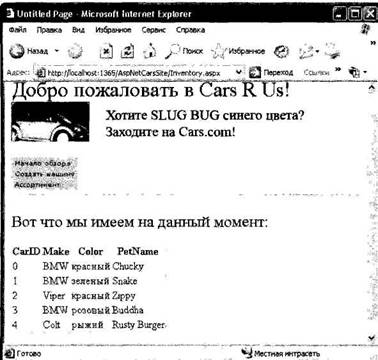 Untitled Page - Microsoft Internet Explorer
Файл Правка Вид Избранное Сервис Справка
Назад Поиск Избранное
Адрес: http://localhost:1365/AspNetCarsSite/Inventory.aspx Переход Ссылки »
Добро пожаловать в Cars R Us!
Хотите SLUG BUG синего цвета?
Заходите на Cars.com!
Начало обзора
Создать машину
Ассортимент
Вот что мы имеем на данный момент:
CarID Make Color PetName
0 BMW красный Chucky
1 BMW зеленый Snake
2 Viper красный Zippy
3 BMW розовый Buddha
4 Colt рыжий Rusty Burger
Готово Местная интрасеть